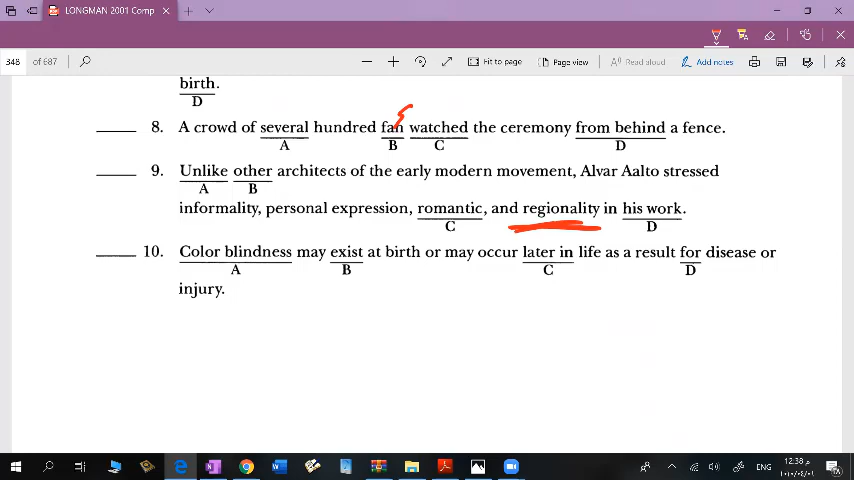 LONGMAN 2001 Comp
348 of 687
Fit to page
Page view
Read aloud
Add notes
birth.
D
8. A crowd of several hundred fan watched the ceremony from behind a fence.
A B C D
9. Unlike other architects of the early modern movement, Alvar Aalto stressed
A B
informality, personal expression, romantic, and regionality in his work.
C D
10. Color blindness may exist at birth or may occur later in life as a result for disease or
A B C D
injury.
ENG